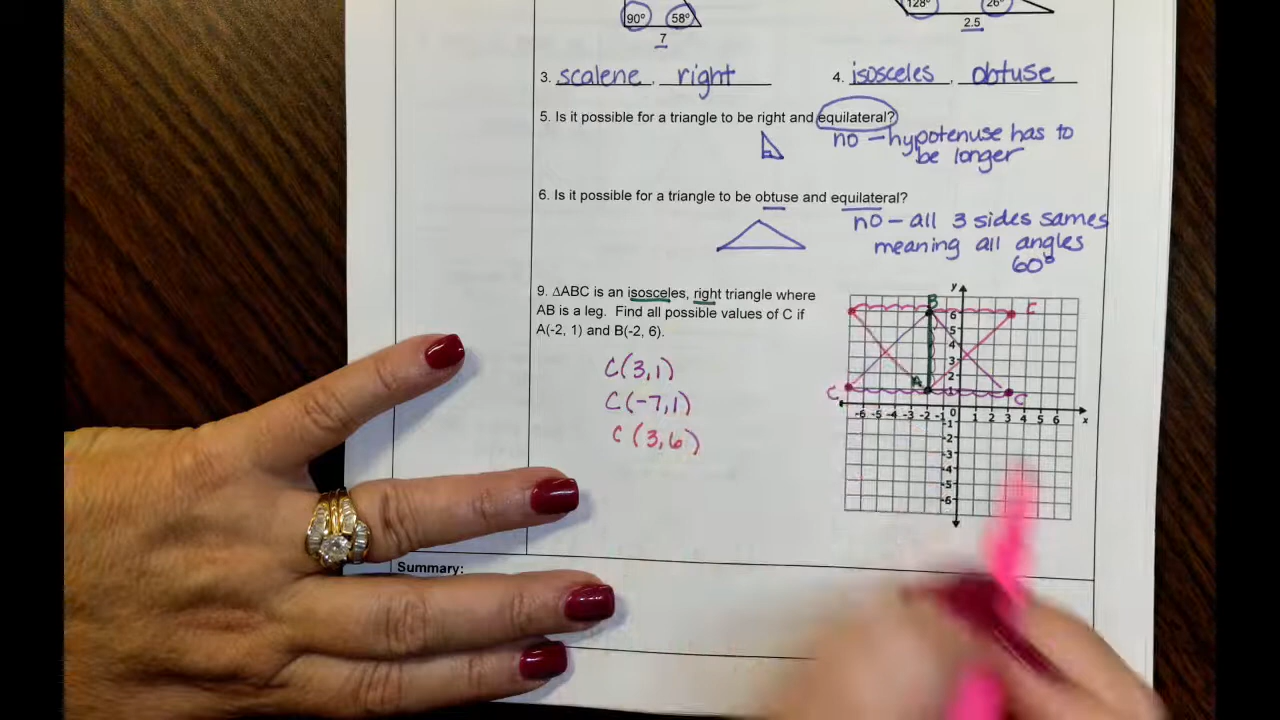 90° 58° 128° 26°
7 2.5
3. scalene, right 4. isosceles, obtuse
5. Is it possible for a triangle to be right and equilateral?
no - hypotenuse has to
be longer
6. Is it possible for a triangle to be obtuse and equilateral?
no - all 3 sides sames
meaning all angles
60°
9. ΔABC is an isosceles, right triangle where
AB is a leg. Find all possible values of C if
A(-2, 1) and B(-2, 6).
C(3,1)
C(-7,1)
C(3,6)
y
B C
6
5
4
3
2
A 1
C C
-6 -5 -4 -3 -2 -1 0 1 2 3 4 5 6 x
-1
-2
-3
-4
-5
-6
Summary: